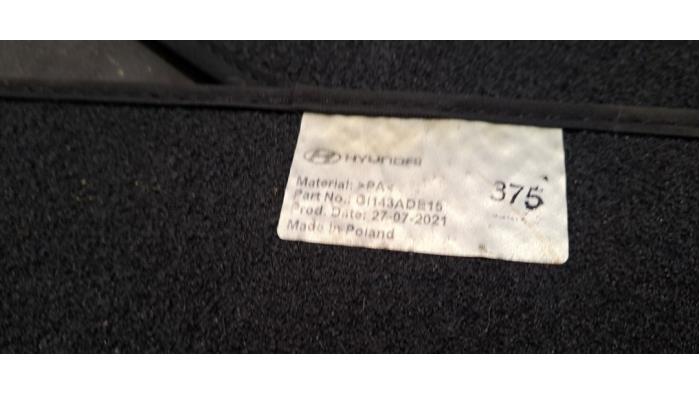 HYUNDAI
Material: >PA<
Part No.: GI143ADE15
Prod. Date: 27-07-2021
Made in Poland
375